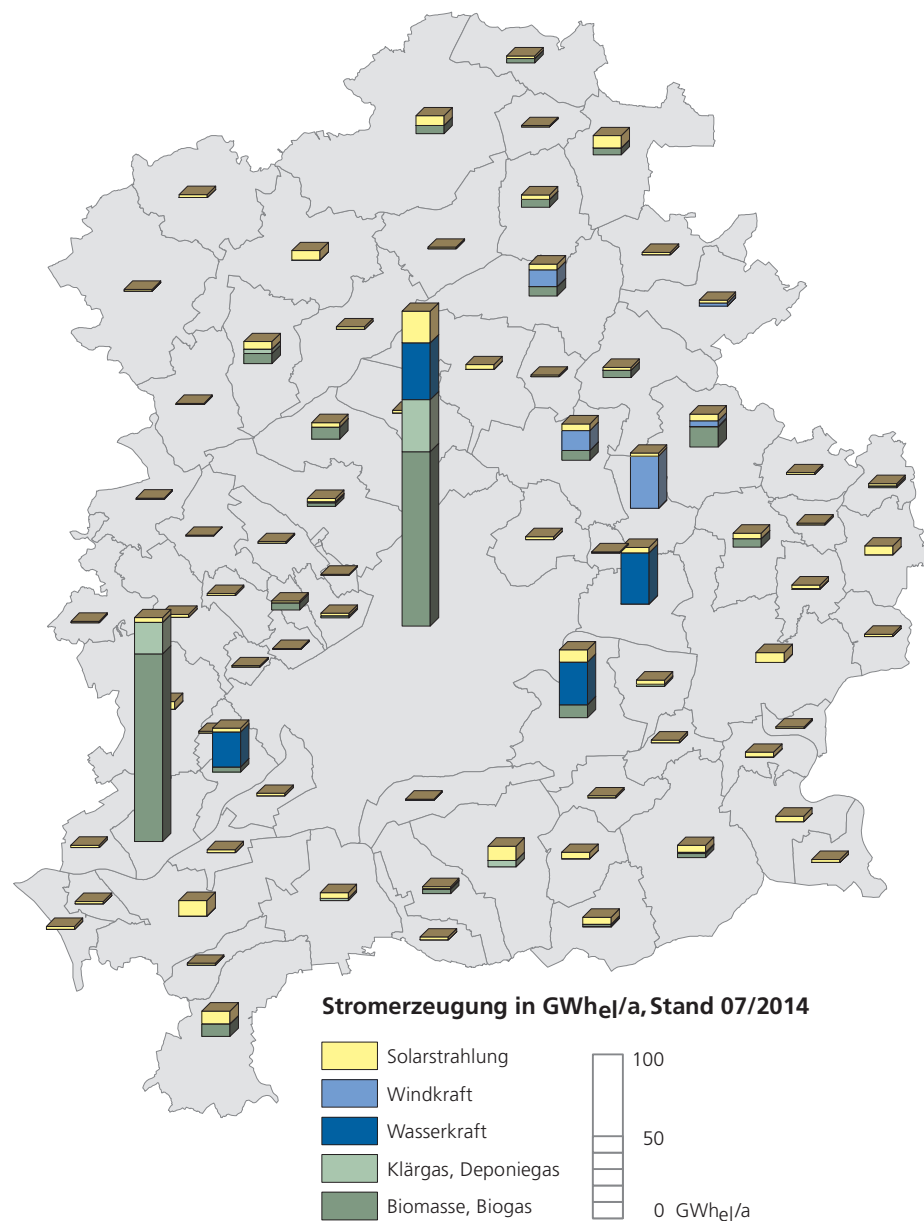 Stromerzeugung in GWhel/a, Stand 07/2014
Solarstrahlung
Windkraft
Wasserkraft
Klärgas, Deponiegas
Biomasse, Biogas
100
50
0 GWhel/a